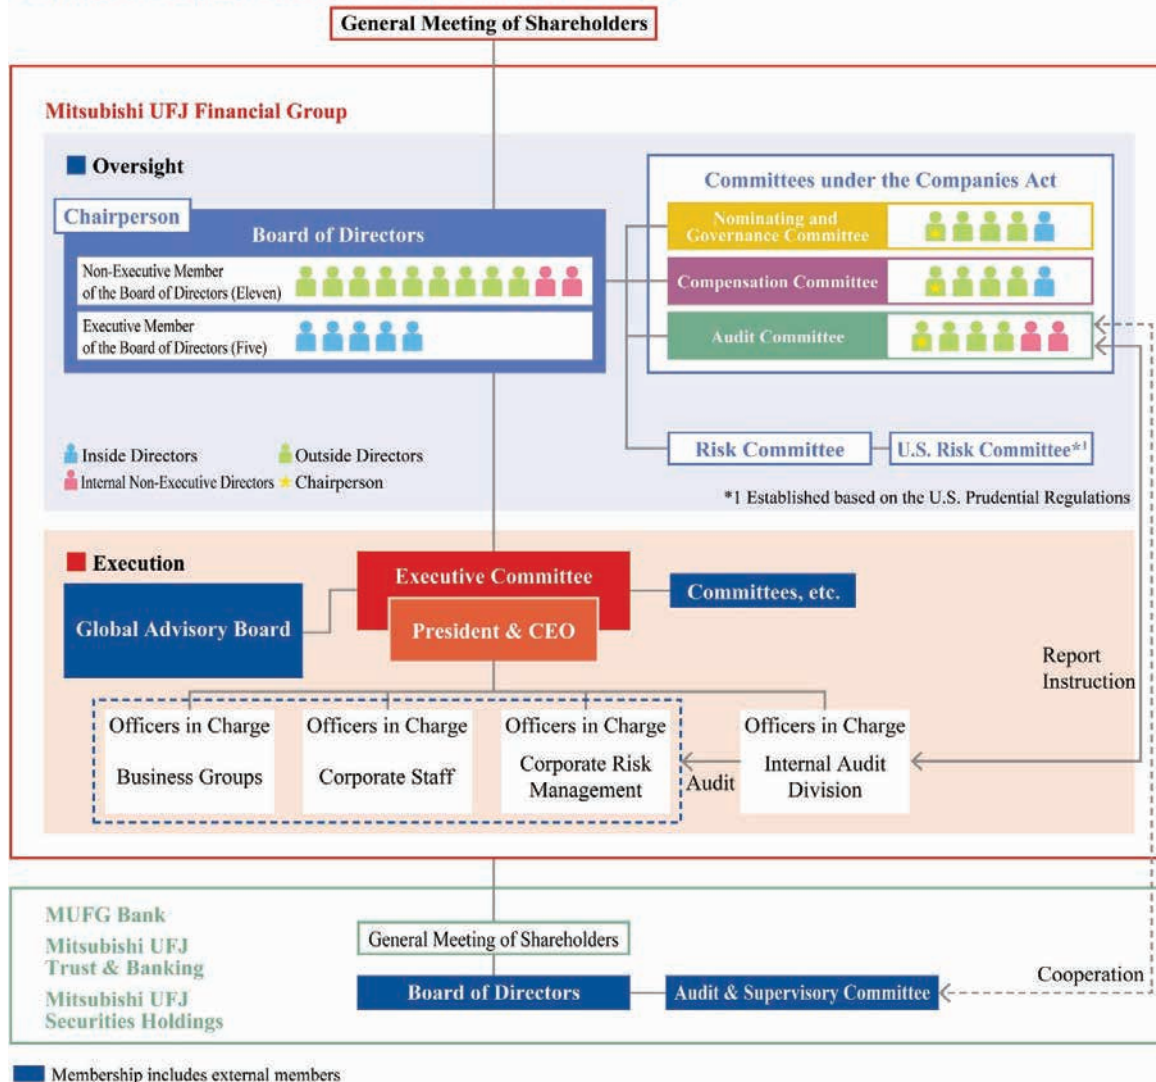 General Meeting of Shareholders
Mitsubishi UFJ Financial Group
Oversight
Chairperson
Board of Directors
Non-Executive Member
of the Board of Directors (Eleven)
Executive Member
of the Board of Directors (Five)
Committees under the Companies Act
Nominating and
Governance Committee
Compensation Committee
Audit Committee
Risk Committee
U.S. Risk Committee*1
Inside Directors
Outside Directors
Internal Non-Executive Directors
Chairperson
*1 Established based on the U.S. Prudential Regulations
Execution
Executive Committee
President & CEO
Global Advisory Board
Committees, etc.
Report
Instruction
Officers in Charge
Business Groups
Officers in Charge
Corporate Staff
Officers in Charge
Corporate Risk
Management
Audit
Officers in Charge
Internal Audit
Division
MUFG Bank
Mitsubishi UFJ
Trust & Banking
Mitsubishi UFJ
Securities Holdings
General Meeting of Shareholders
Board of Directors
Audit & Supervisory Committee
Cooperation
Membership includes external members